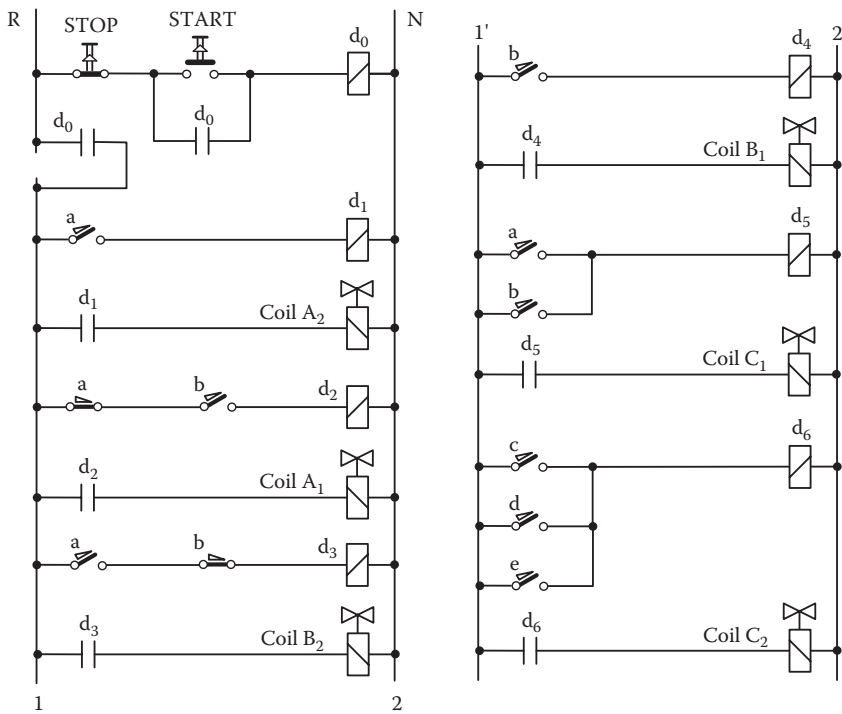 R STOP START d₀ N
d₀ d₀
a d₁
d₁ Coil A₂
a b d₂
d₂ Coil A₁
a b d₃
d₃ Coil B₂
1 2
1' 2
b d₄
d₄ Coil B₁
a d₅
b
d₅ Coil C₁
c d₆
d
e
d₆ Coil C₂